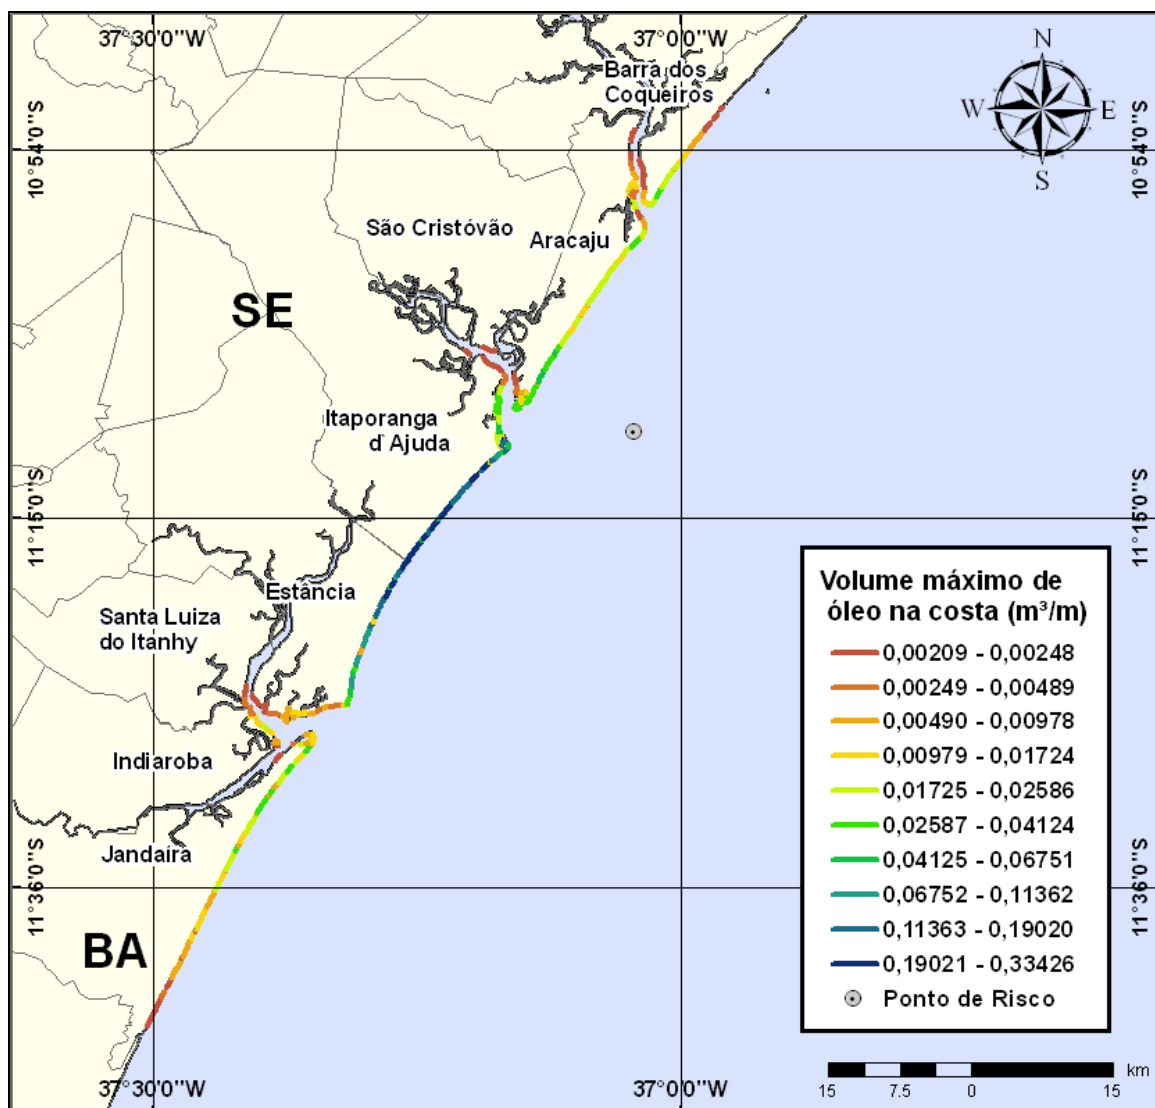 37°30'0''W
37°0'0''W
N
W
E
S
Barra dos
Coqueiros
10°54'0''S
10°54'0''S
São Cristóvão
Aracaju
SE
Itaporanga
d`Ajuda
11°15'0''S
11°15'0''S
Estância
Santa Luiza
do Itanhy
Indiaroba
Jandaíra
11°36'0''S
11°36'0''S
BA
Volume máximo de
óleo na costa (m³/m)
0,00209 - 0,00248
0,00249 - 0,00489
0,00490 - 0,00978
0,00979 - 0,01724
0,01725 - 0,02586
0,02587 - 0,04124
0,04125 - 0,06751
0,06752 - 0,11362
0,11363 - 0,19020
0,19021 - 0,33426
Ponto de Risco
km
15 7.5 0 15
37°30'0''W
37°0'0''W